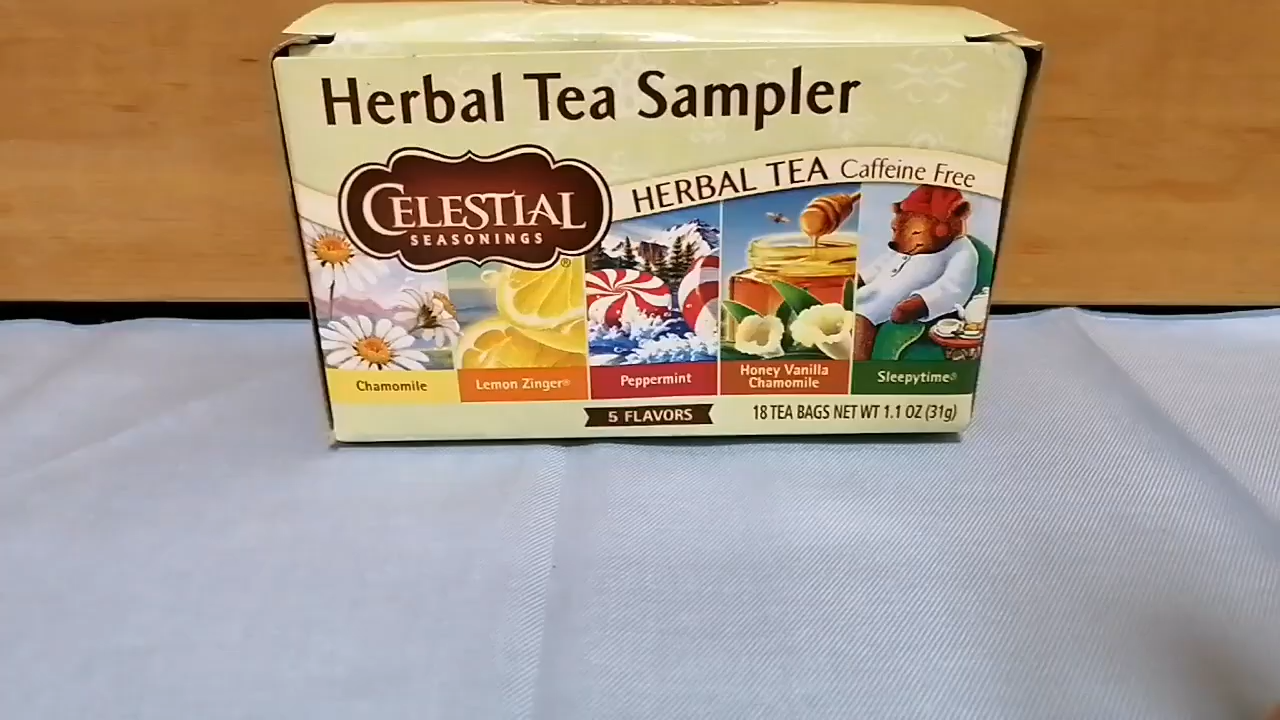 Herbal Tea Sampler
CELESTIAL
SEASONINGS®
HERBAL TEA Caffeine Free
Chamomile
Lemon Zinger®
Peppermint
Honey Vanilla
Chamomile
Sleepytime®
5 FLAVORS
18 TEA BAGS NET WT 1.1 OZ (31g)